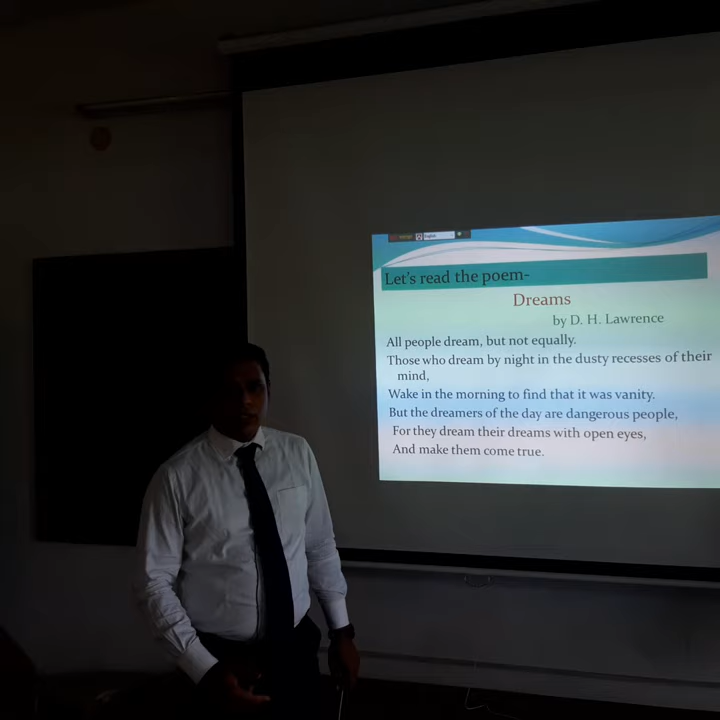 English
Let's read the poem-
Dreams
by D. H. Lawrence
All people dream, but not equally.
Those who dream by night in the dusty recesses of their
mind,
Wake in the morning to find that it was vanity.
But the dreamers of the day are dangerous people,
For they dream their dreams with open eyes,
And make them come true.